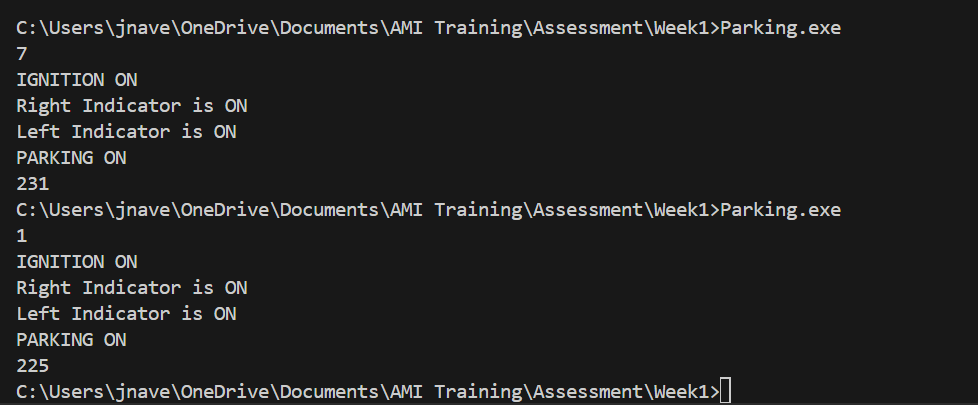 C:\Users\jnave\OneDrive\Documents\AMI Training\Assessment\Week1>Parking.exe
7
IGNITION ON
Right Indicator is ON
Left Indicator is ON
PARKING ON
231
C:\Users\jnave\OneDrive\Documents\AMI Training\Assessment\Week1>Parking.exe
1
IGNITION ON
Right Indicator is ON
Left Indicator is ON
PARKING ON
225
C:\Users\jnave\OneDrive\Documents\AMI Training\Assessment\Week1>